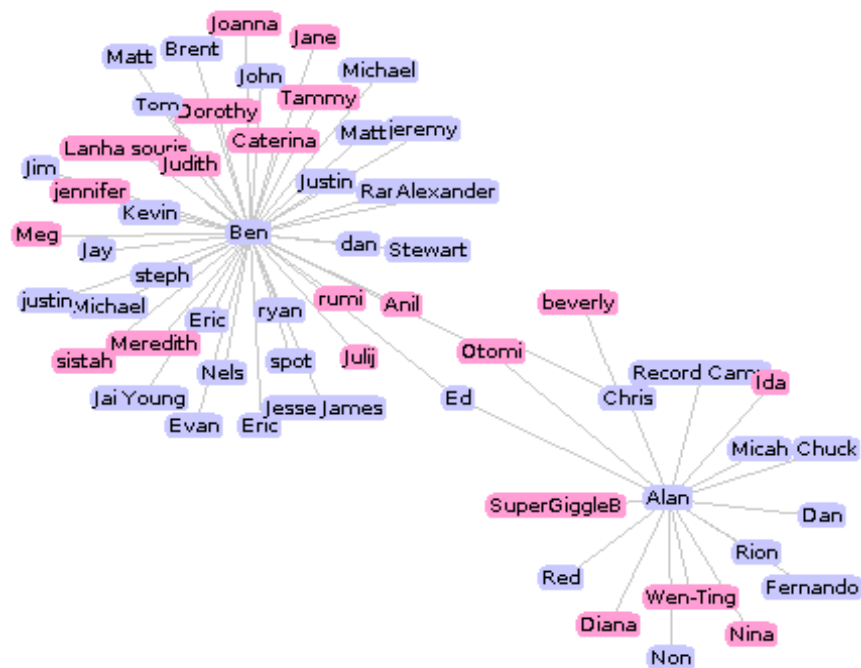 Joanna
Jane
Brent
Matt
John
Michael
Tammy
Tom
Dorothy
Matt
jeremy
Caterina
Lanha souris
Judith
Jim
jennifer
Justin
Alexander
Kevin
Meg
Ben
Jay
dan
Stewart
steph
justin
Michael
rumi
Anil
beverly
ryan
Eric
Meredith
sistah
Julij
Otomi
spot
Nels
Record Camp
Ida
Jai Young
Ed
Chris
Jesse James
Evan
Eric
Micah
Chuck
Alan
SuperGiggleB
Dan
Rion
Red
Fernando
Wen-Ting
Diana
Nina
Non